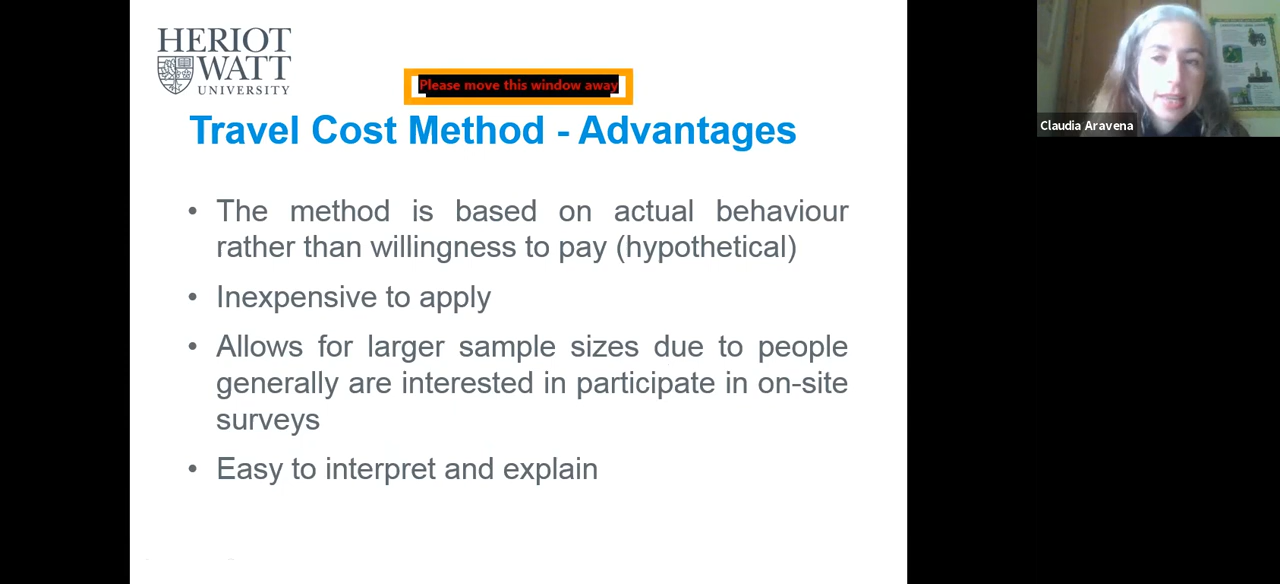 HERIOT
WATT
UNIVERSITY
Please move this window away
Claudia Aravena
Travel Cost Method - Advantages
• The method is based on actual behaviour
rather than willingness to pay (hypothetical)
• Inexpensive to apply
• Allows for larger sample sizes due to people
generally are interested in participate in on-site
surveys
• Easy to interpret and explain